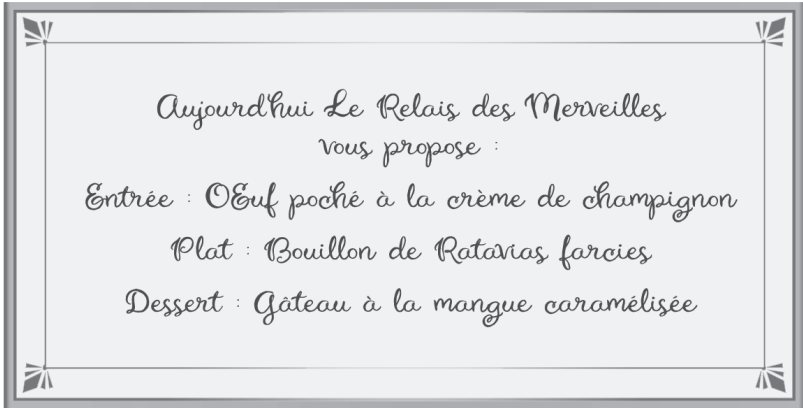 Aujourd'hui Le Relais des Merveilles
vous propose :
Entrée : OEuf poché à la crème de champignon
Plat : Bouillon de Ratavias farcies
Dessert : Gâteau à la mangue caramélisée